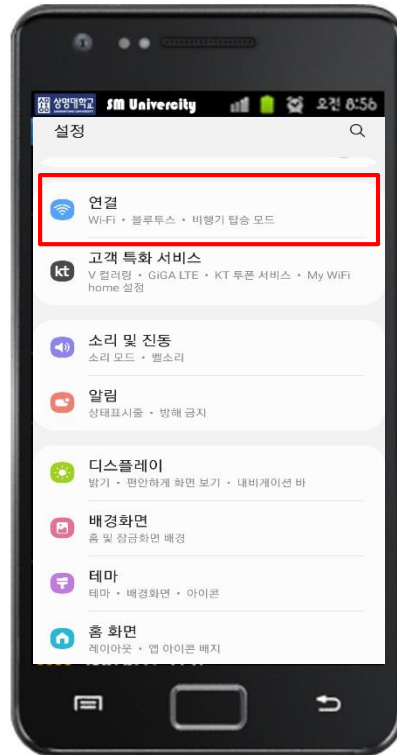 상명대학교 SM Univercity 오전 8:56
설정
연결
Wi-Fi • 블루투스 • 비행기 탑승 모드
kt
고객 특화 서비스
V 컬러링 • GiGA LTE • KT 투폰 서비스 • My WiFi
home 설정
소리 및 진동
소리 모드 • 벨소리
알림
상태표시줄 • 방해 금지
디스플레이
밝기 • 편안하게 화면 보기 • 내비게이션 바
배경화면
홈 및 잠금화면 배경
테마
테마 • 배경화면 • 아이콘
홈 화면
레이아웃 • 앱 아이콘 배지